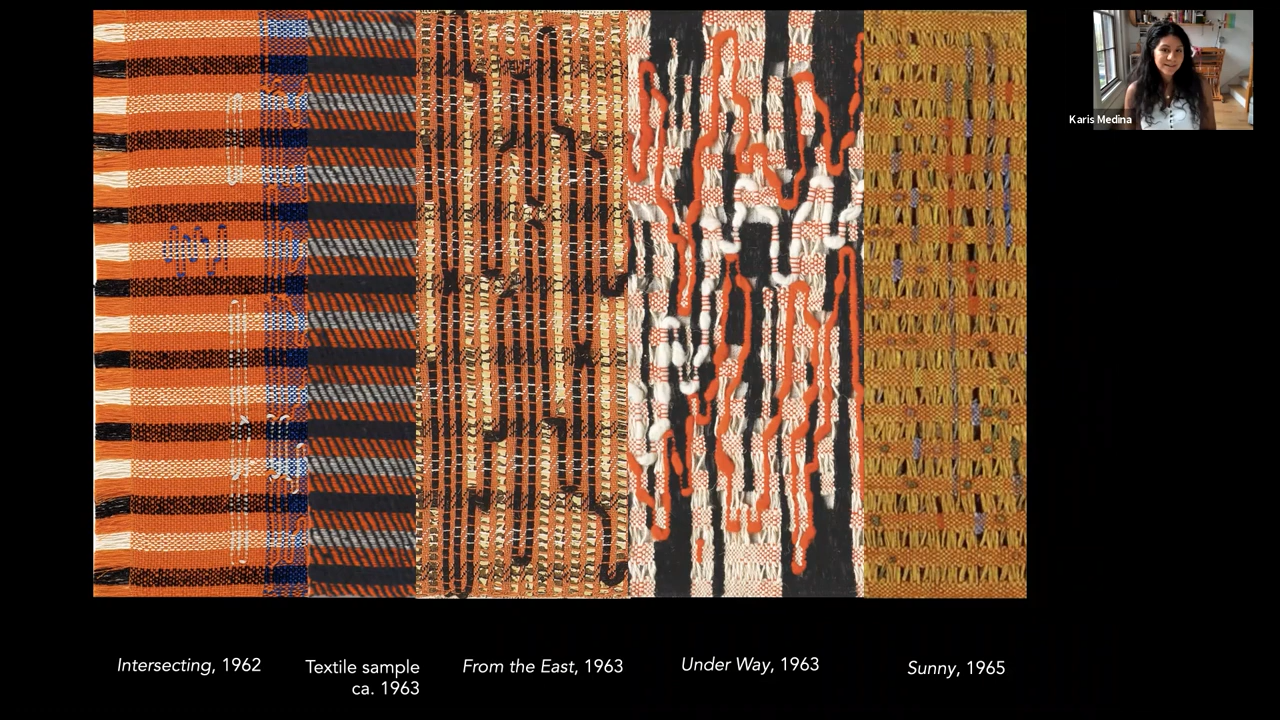 Karis Medina
Intersecting, 1962
Textile sample
ca. 1963
From the East, 1963
Under Way, 1963
Sunny, 1965